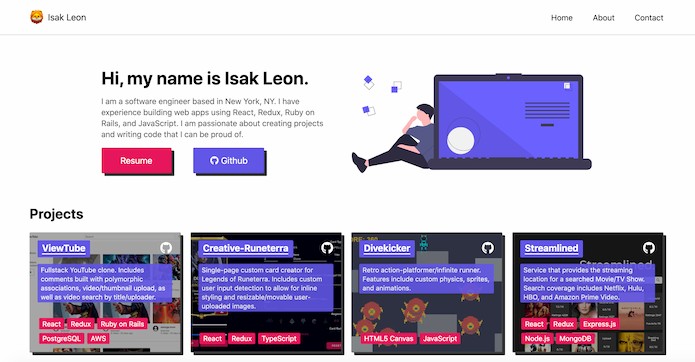 Isak Leon
Home About Contact
Hi, my name is Isak Leon.
I am a software engineer based in New York, NY. I have
experience building web apps using React, Redux, Ruby on
Rails, and JavaScript. I am passionate about creating projects
and writing code that I can be proud of.
Resume
Github
Projects
ViewTube
Fullstack YouTube clone. Includes
comments built with polymorphic
associations, video/thumbnail upload, as
well as video search by title/uploader.
React Redux Ruby on Rails
PostgreSQL AWS
Creative-Runeterra
Single-page custom card creator for
Legends of Runeterra. Includes custom
user input detection to allow for inline
styling and resizable/movable user-
uploaded images.
React Redux TypeScript
Divekicker
Retro action-platformer/infinite runner.
Features include custom physics, sprites,
and animations.
HTML5 Canvas JavaScript
Streamlined
Service that provides the streaming
location for a searched Movie/TV Show.
Search coverage includes Netflix, Hulu,
HBO, and Amazon Prime Video.
React Redux Express.js
Node.js MongoDB